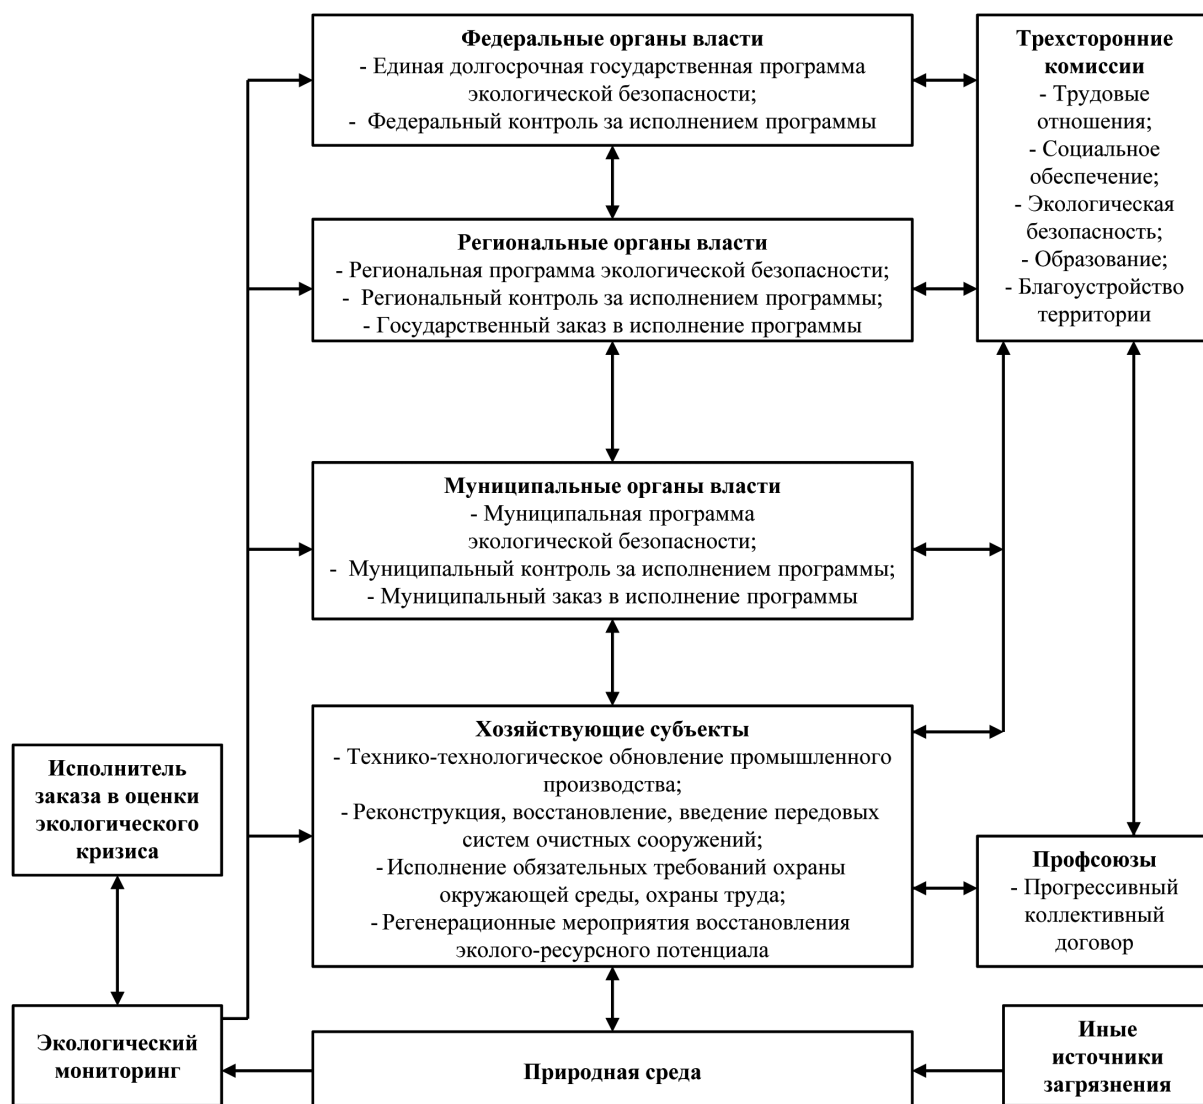 Федеральные органы власти
- Единая долгосрочная государственная программа
экологической безопасности;
- Федеральный контроль за исполнением программы
Трехсторонние
комиссии
- Трудовые
отношения;
- Социальное
обеспечение;
- Экологическая
безопасность;
- Образование;
- Благоустройство
территории
Региональные органы власти
- Региональная программа экологической безопасности;
- Региональный контроль за исполнением программы;
- Государственный заказ в исполнение программы
Муниципальные органы власти
- Муниципальная программа
экологической безопасности;
- Муниципальный контроль за исполнением программы;
- Муниципальный заказ в исполнение программы
Хозяйствующие субъекты
- Технико-технологическое обновление промышленного
производства;
- Реконструкция, восстановление, введение передовых
систем очистных сооружений;
- Исполнение обязательных требований охраны
окружающей среды, охраны труда;
- Регенерационные мероприятия восстановления
эколого-ресурсного потенциала
Исполнитель
заказа в оценки
экологического
кризиса
Профсоюзы
- Прогрессивный
коллективный
договор
Экологический
мониторинг
Природная среда
Иные
источники
загрязнения